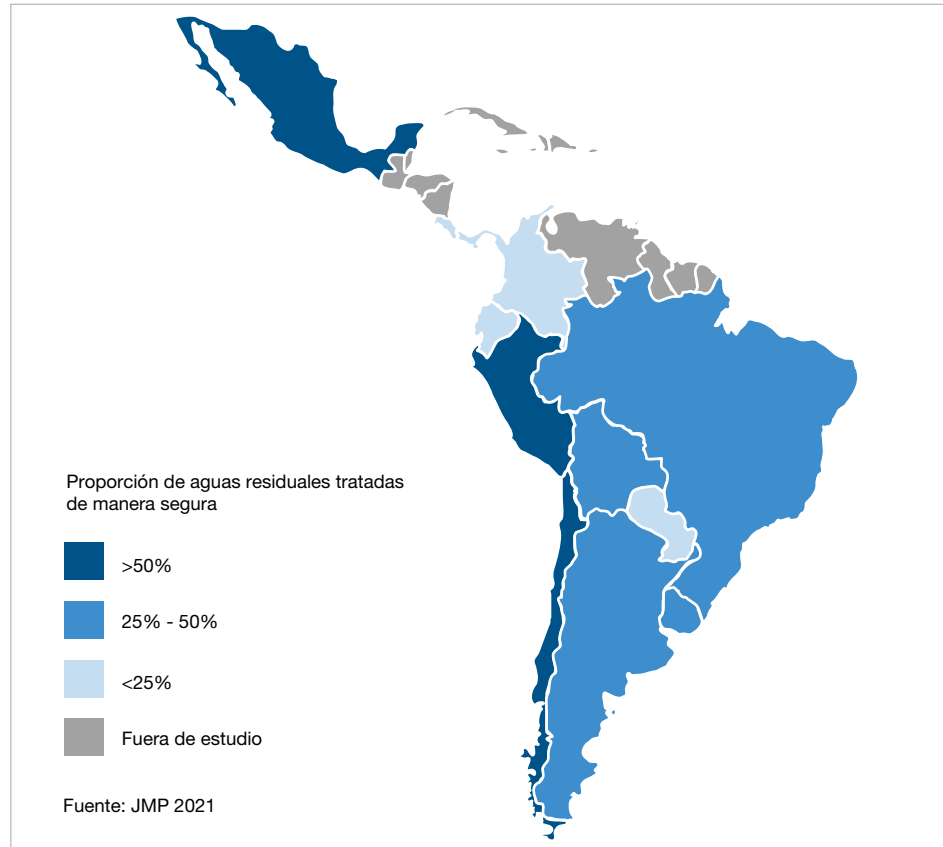 Proporción de aguas residuales tratadas
de manera segura
>50%
25% - 50%
<25%
Fuera de estudio
Fuente: JMP 2021